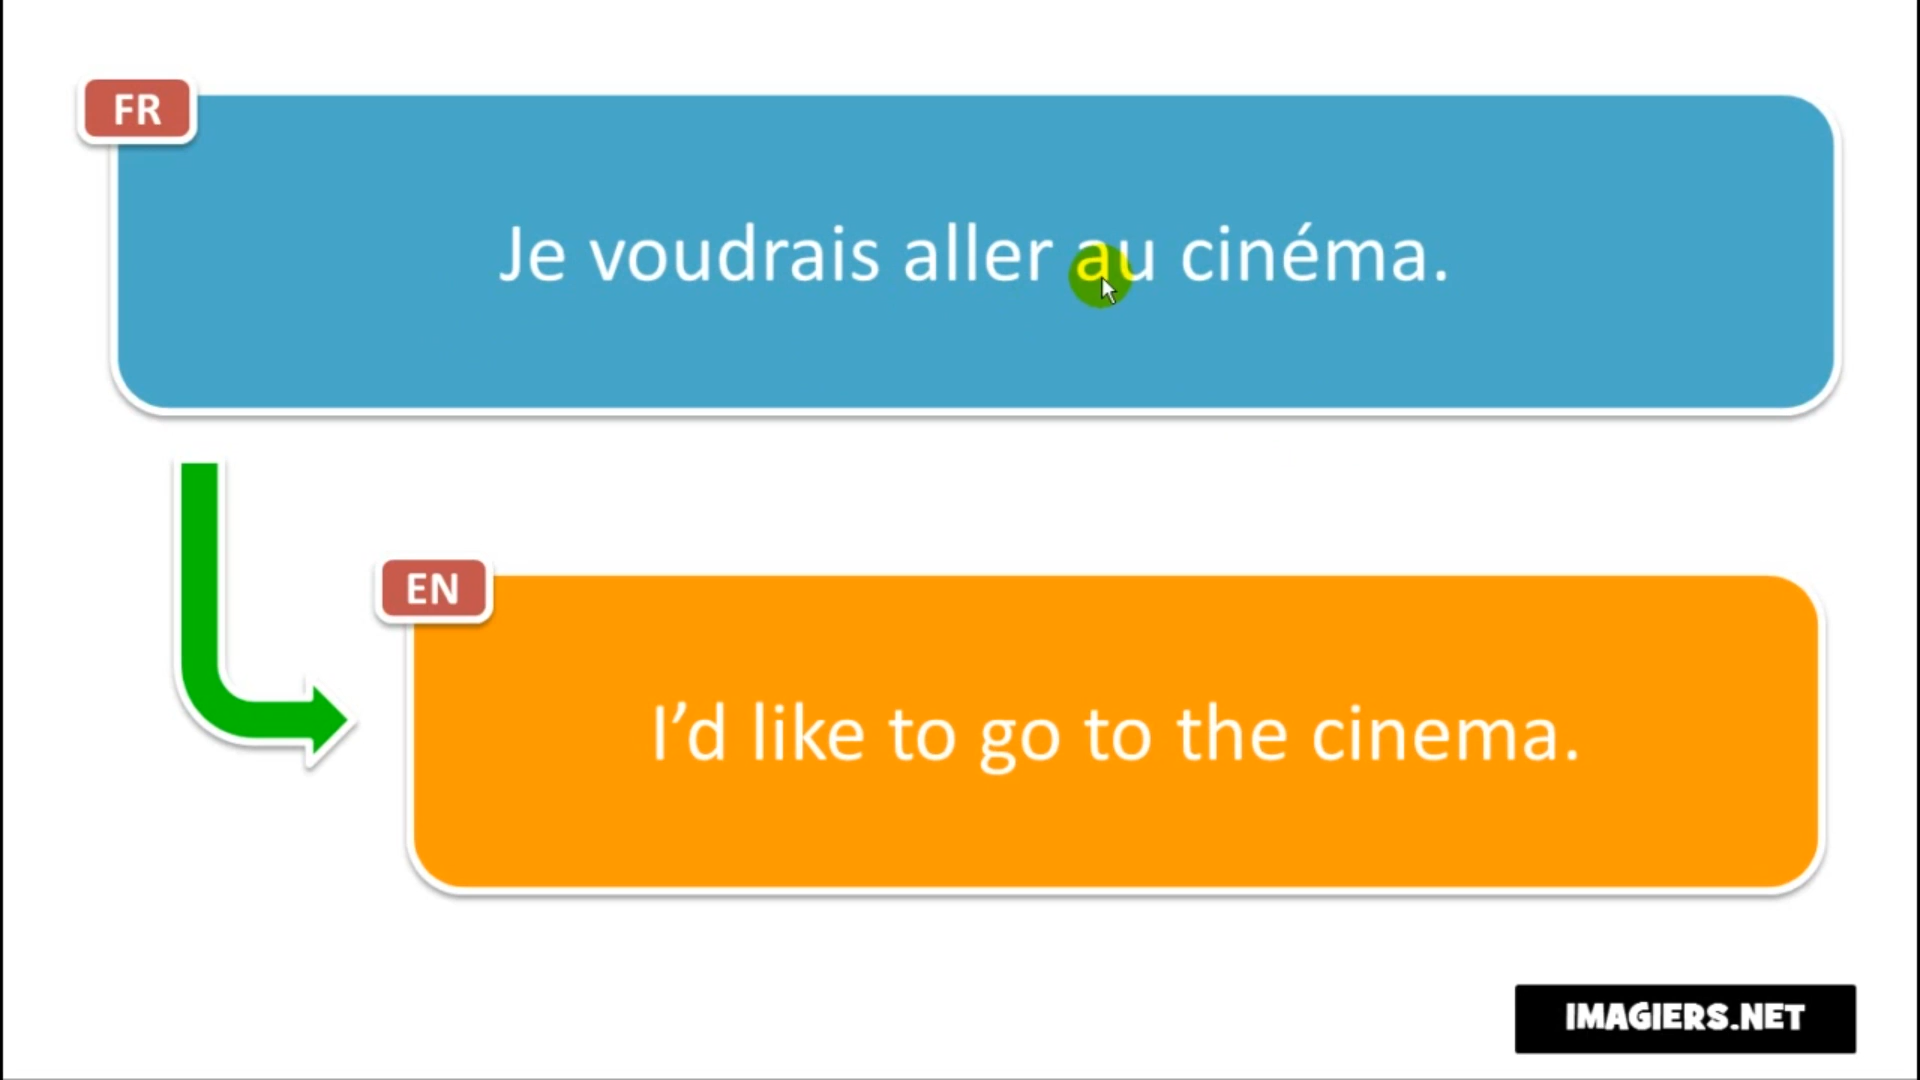 FR
Je voudrais aller au cinéma.
EN
I’d like to go to the cinema.
IMAGIERS.NET